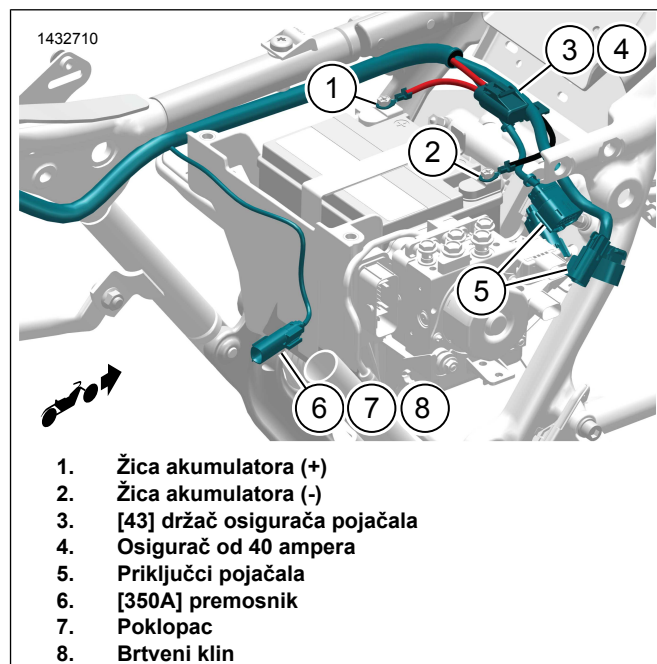 1432710
3 4
1
2
5
6 7 8
1. Žica akumulatora (+)
2. Žica akumulatora (-)
3. [43] držač osigurača pojačala
4. Osigurač od 40 ampera
5. Priključci pojačala
6. [350A] premosnik
7. Poklopac
8. Brtveni klin